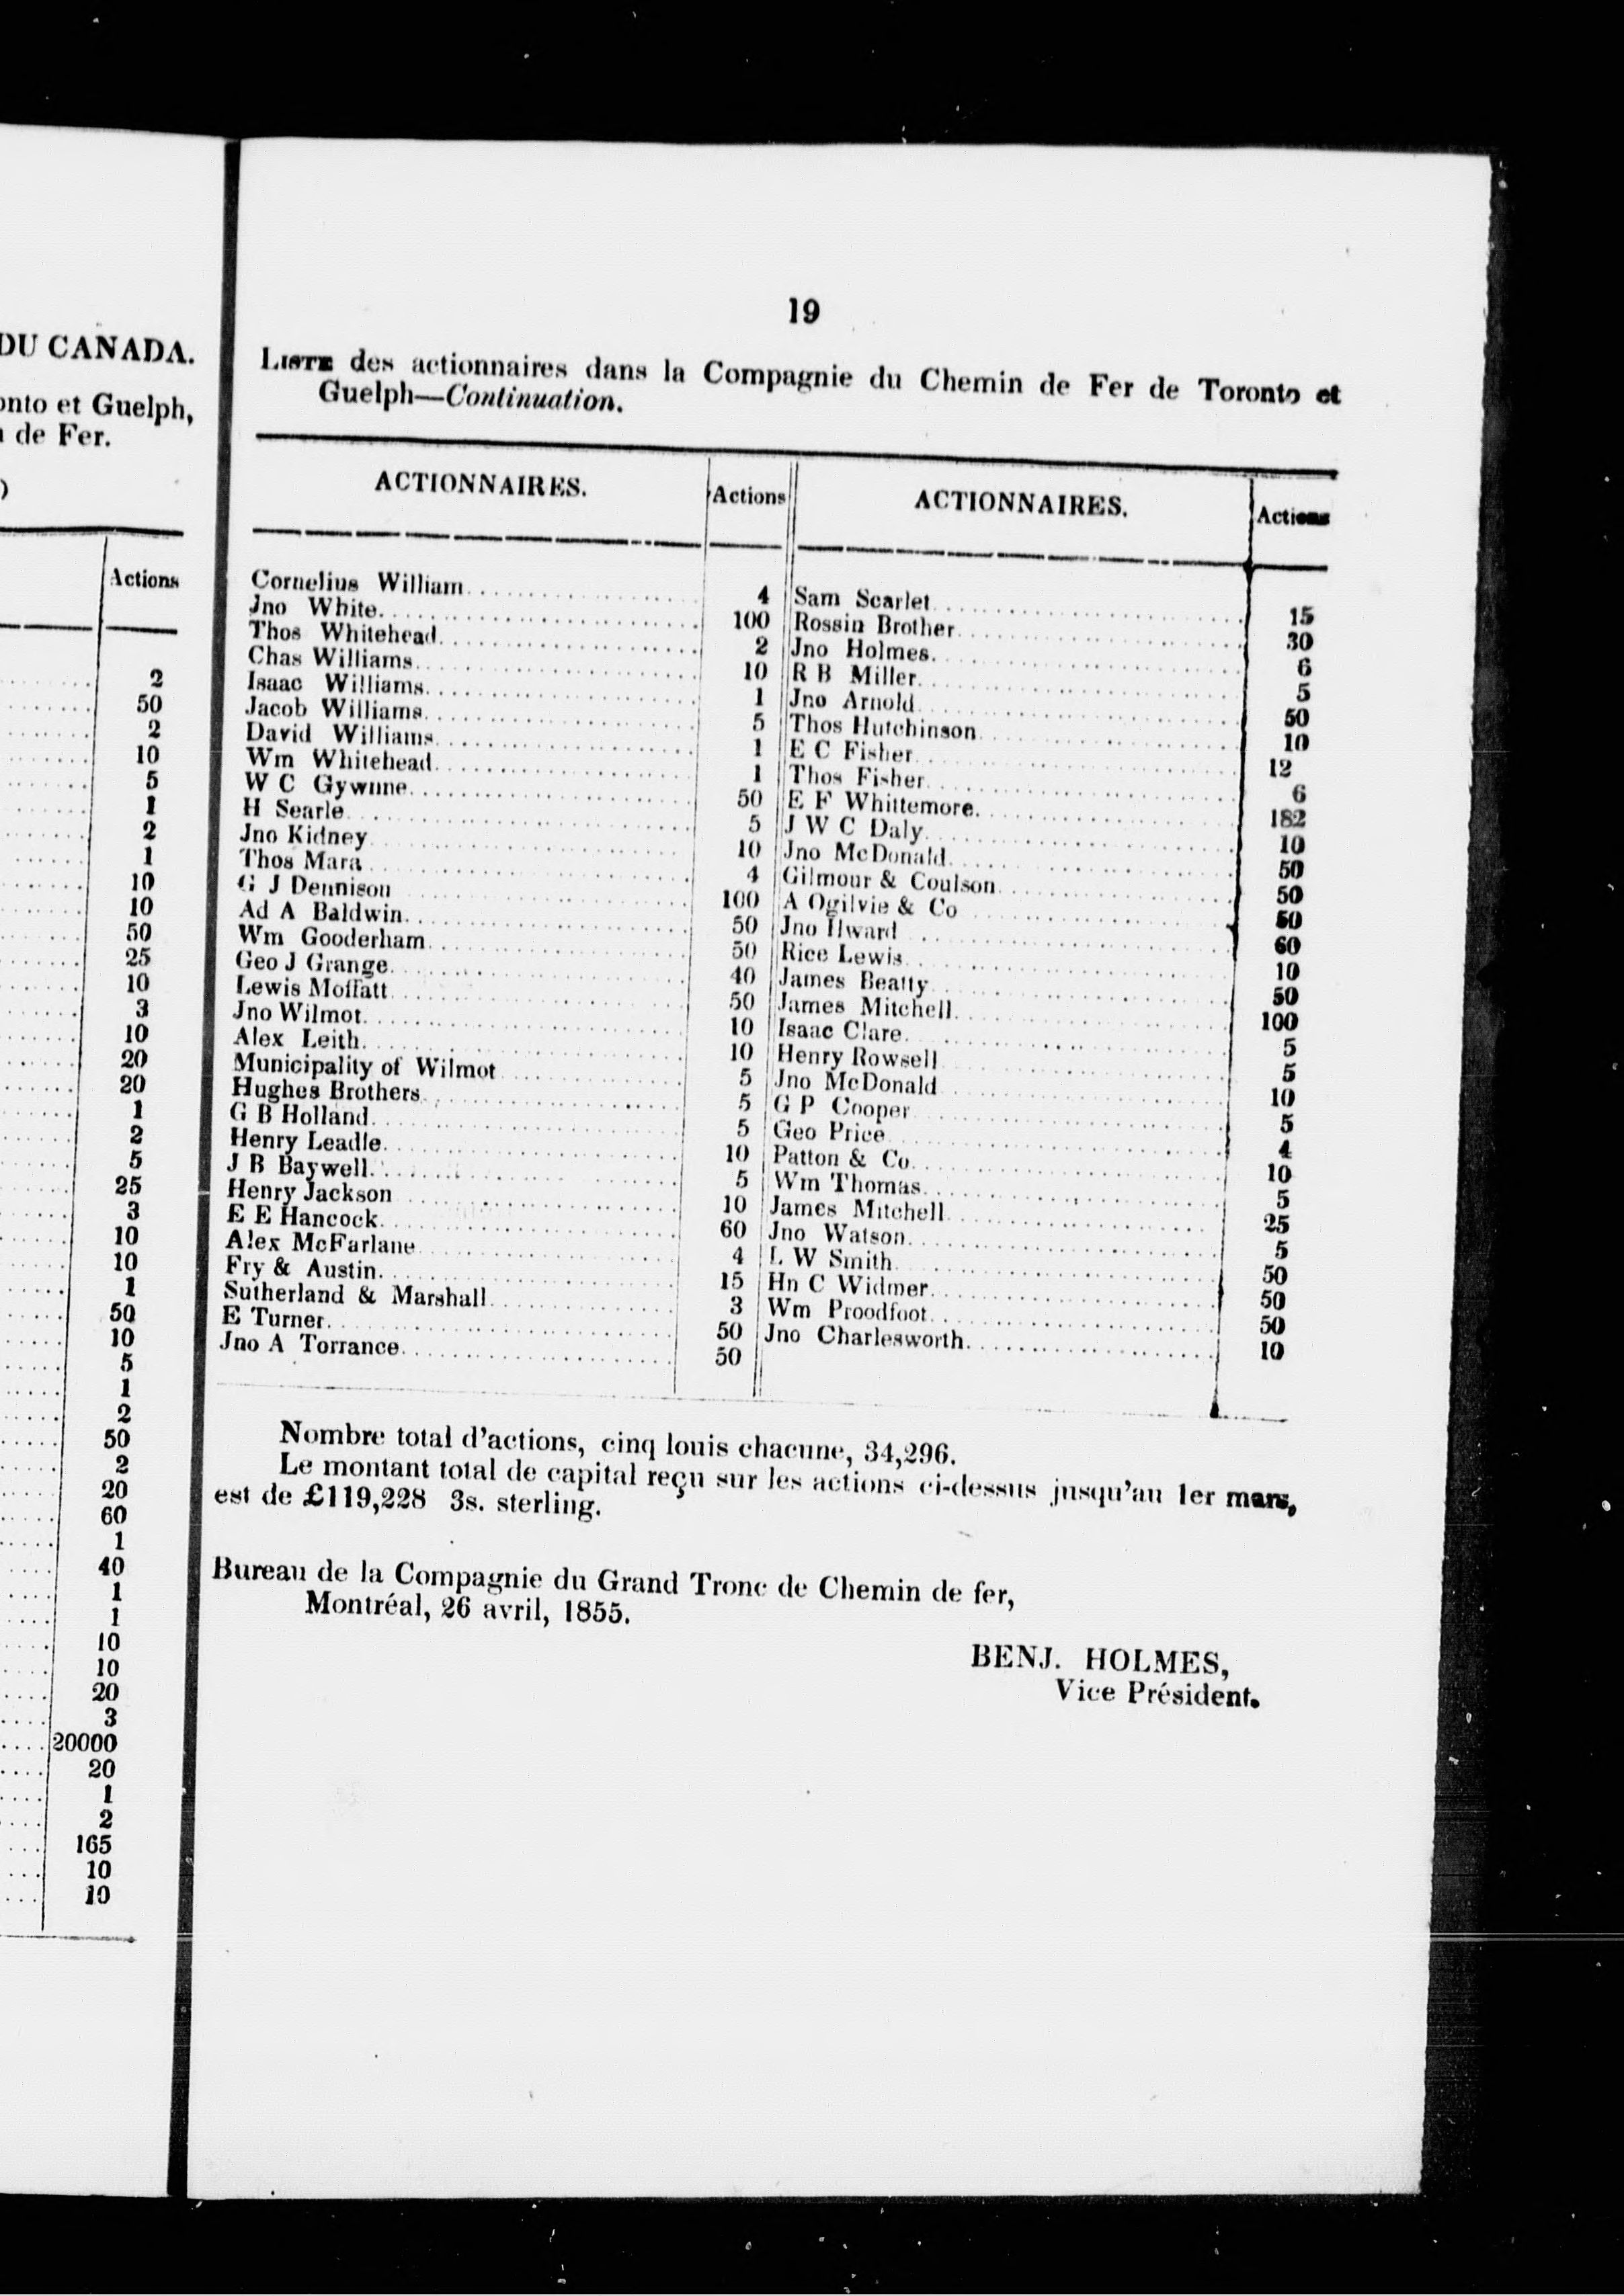 DU CANADA.
onto et Guelph,
de Fer.
)
Actions
2
50
2
10
5
1
2
1
10
10
50
25
10
3
10
20
20
1
2
5
25
3
10
10
1
50
10
5
1
2
50
2
20
60
1
40
1
1
10
10
20
3
20000
20
1
2
165
10
10
19
LISTE des actionnaires dans la Compagnie du Chemin de Fer de Toronto et
Guelph—Continuation.
ACTIONNAIRES. Actions ACTIONNAIRES. Actions
Cornelius William 4 Sam Scarlet 15
Jno White 100 Rossin Brother 30
Thos Whitehead 2 Jno Holmes 6
Chas Williams 10 R B Miller 5
Isaac Williams 1 Jno Arnold 50
Jacob Williams 5 Thos Hutchinson 10
David Williams 1 E C Fisher 12
Wm Whitehead 1 Thos Fisher 6
W C Gywnne 50 E F Whittemore 182
H Searle 5 J W C Daly 10
Jno Kidney 10 Jno McDonald 50
Thos Mara 4 Gilmour & Coulson 50
G J Dennison 100 A Ogilvie & Co 50
Ad A Baldwin 50 Jno Ilward 60
Wm Gooderham 50 Rice Lewis 10
Geo J Grange 40 James Beatty 50
Lewis Moffatt 50 James Mitchell 100
Jno Wilmot 10 Isaac Clare 5
Alex Leith 10 Henry Rowsell 5
Municipality of Wilmot 5 Jno McDonald 10
Hughes Brothers 5 G P Cooper 5
G B Holland 5 Geo Price 4
Henry Leadle 10 Patton & Co 10
J B Baywell 5 Wm Thomas 5
Henry Jackson 10 James Mitchell 25
E E Hancock 60 Jno Watson 5
Alex McFarlane 4 L W Smith 50
Fry & Austin 15 Hn C Widmer 50
Sutherland & Marshall 3 Wm Proodfoot 50
E Turner 50 Jno Charlesworth 10
Jno A Torrance 50
Nombre total d'actions, cinq louis chacune, 34,296.
Le montant total de capital reçu sur les actions ci-dessus jusqu'au 1er mars,
est de £119,228 3s. sterling.
Bureau de la Compagnie du Grand Tronc de Chemin de fer,
Montréal, 26 avril, 1855.
BENJ. HOLMES,
Vice Président.